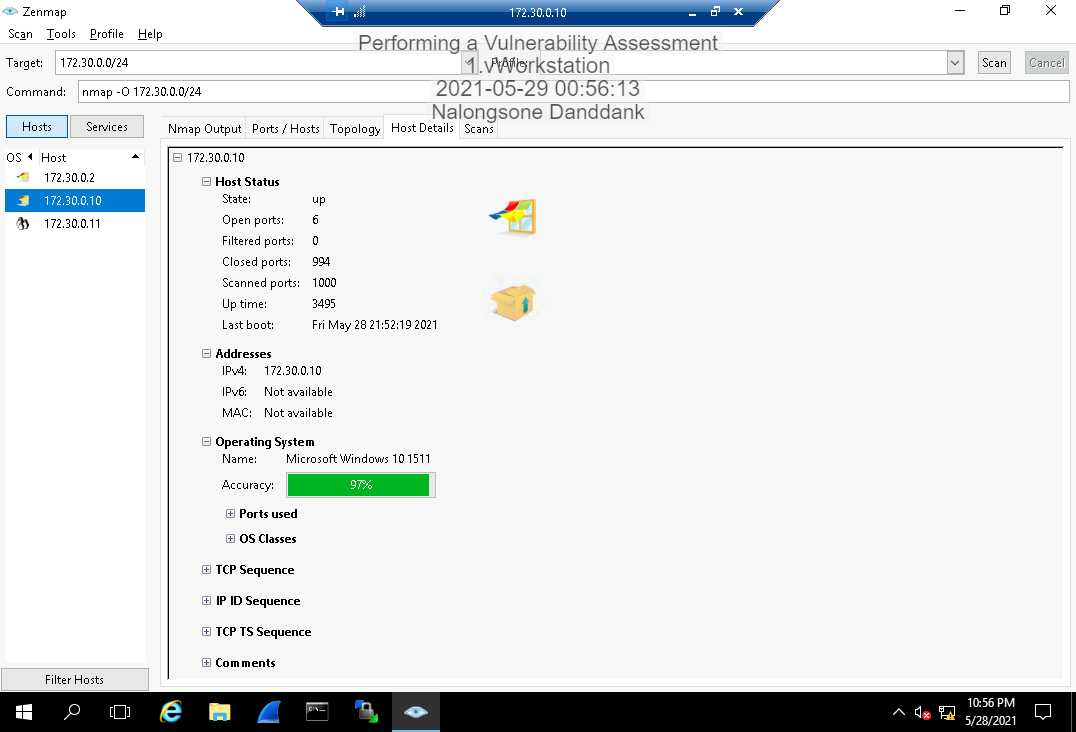 Zenmap
172.30.0.10
Scan Tools Profile Help
Performing a Vulnerability Assessment
1. vWorkstation
2021-05-29 00:56:13
Nalongsone Danddank
Target: 172.30.0.0/24 Profile: Scan Cancel
Command: nmap -O 172.30.0.0/24
Hosts Services
Nmap Output Ports / Hosts Topology Host Details Scans
OS Host
172.30.0.2
172.30.0.10
172.30.0.11
172.30.0.10
Host Status
State: up
Open ports: 6
Filtered ports: 0
Closed ports: 994
Scanned ports: 1000
Up time: 3495
Last boot: Fri May 28 21:52:19 2021
Addresses
IPv4: 172.30.0.10
IPv6: Not available
MAC: Not available
Operating System
Name: Microsoft Windows 10 1511
Accuracy: 97%
Ports used
OS Classes
TCP Sequence
IP ID Sequence
TCP TS Sequence
Comments
Filter Hosts
10:56 PM
5/28/2021